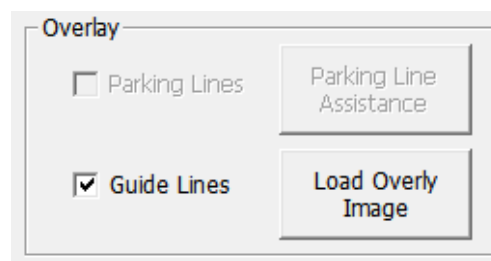 Overlay
Parking Lines
Parking Line
Assistance
Guide Lines
Load Overly
Image